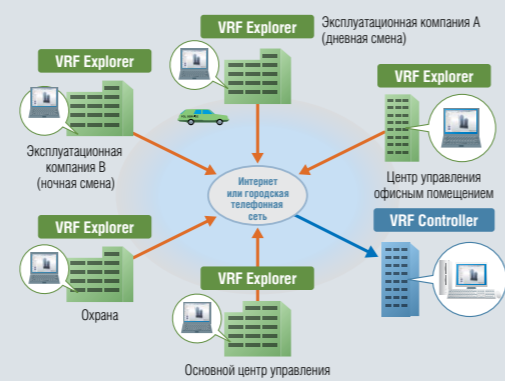 VRF Explorer
Эксплуатационная компания А
(дневная смена)
VRF Explorer
Эксплуатационная
компания В
(ночная смена)
VRF Explorer
Центр управления
офисным помещением
Интернет
или городская
телефонная
сеть
VRF Explorer
Охрана
VRF Controller
VRF Explorer
Основной центр управления